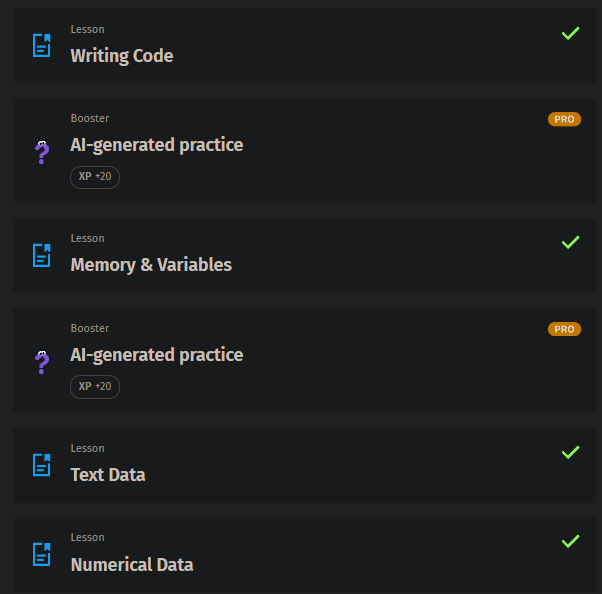 Lesson
Writing Code
Booster
PRO
AI-generated practice
XP +20
Lesson
Memory & Variables
Booster
PRO
AI-generated practice
XP +20
Lesson
Text Data
Lesson
Numerical Data